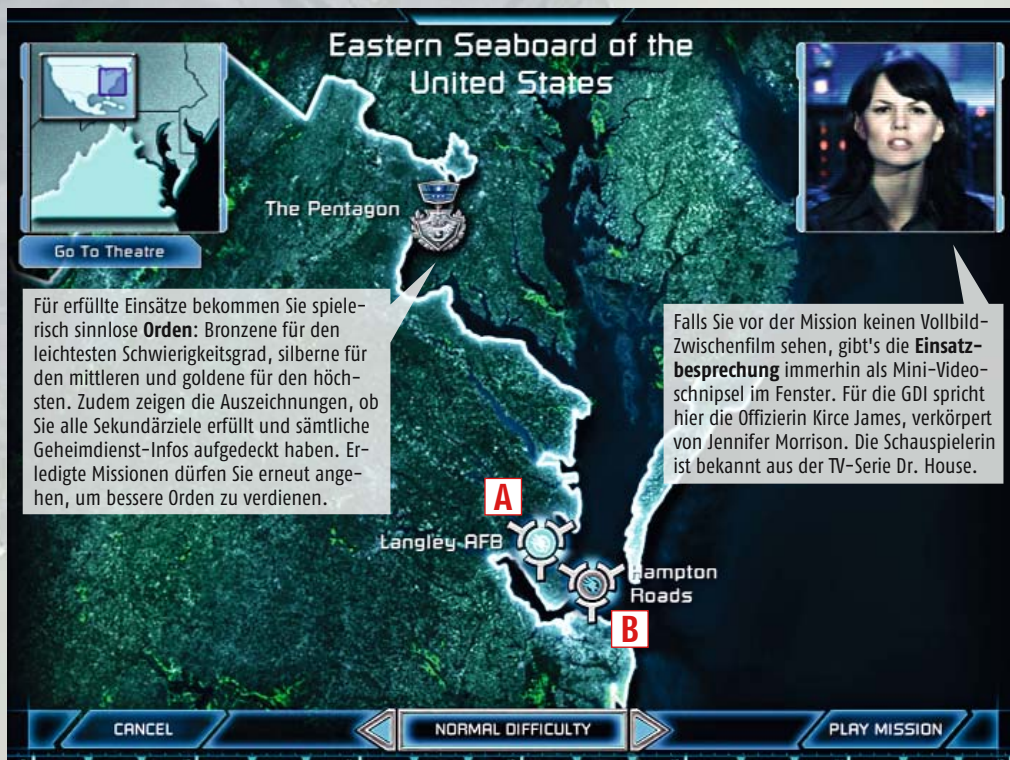 Eastern Seaboard of the
United States
The Pentagon
Go To Theatre
Für erfüllte Einsätze bekommen Sie spiele-
risch sinnlose Orden: Bronzene für den
leichtesten Schwierigkeitsgrad, silberne für
den mittleren und goldene für den höch-
sten. Zudem zeigen die Auszeichnungen, ob
Sie alle Sekundärziele erfüllt und sämtliche
Geheimdienst-Infos aufgedeckt haben. Er-
ledigte Missionen dürfen Sie erneut ange-
hen, um bessere Orden zu verdienen.
Falls Sie vor der Mission keinen Vollbild-
Zwischenfilm sehen, gibt's die Einsatz-
besprechung immerhin als Mini-Video-
schnipsel im Fenster. Für die GDI spricht
hier die Offizierin Kirce James, verkörpert
von Jennifer Morrison. Die Schauspielerin
ist bekannt aus der TV-Serie Dr. House.
A
Langley AFB
Hampton
Roads
B
CANCEL
NORMAL DIFFICULTY
PLAY MISSION